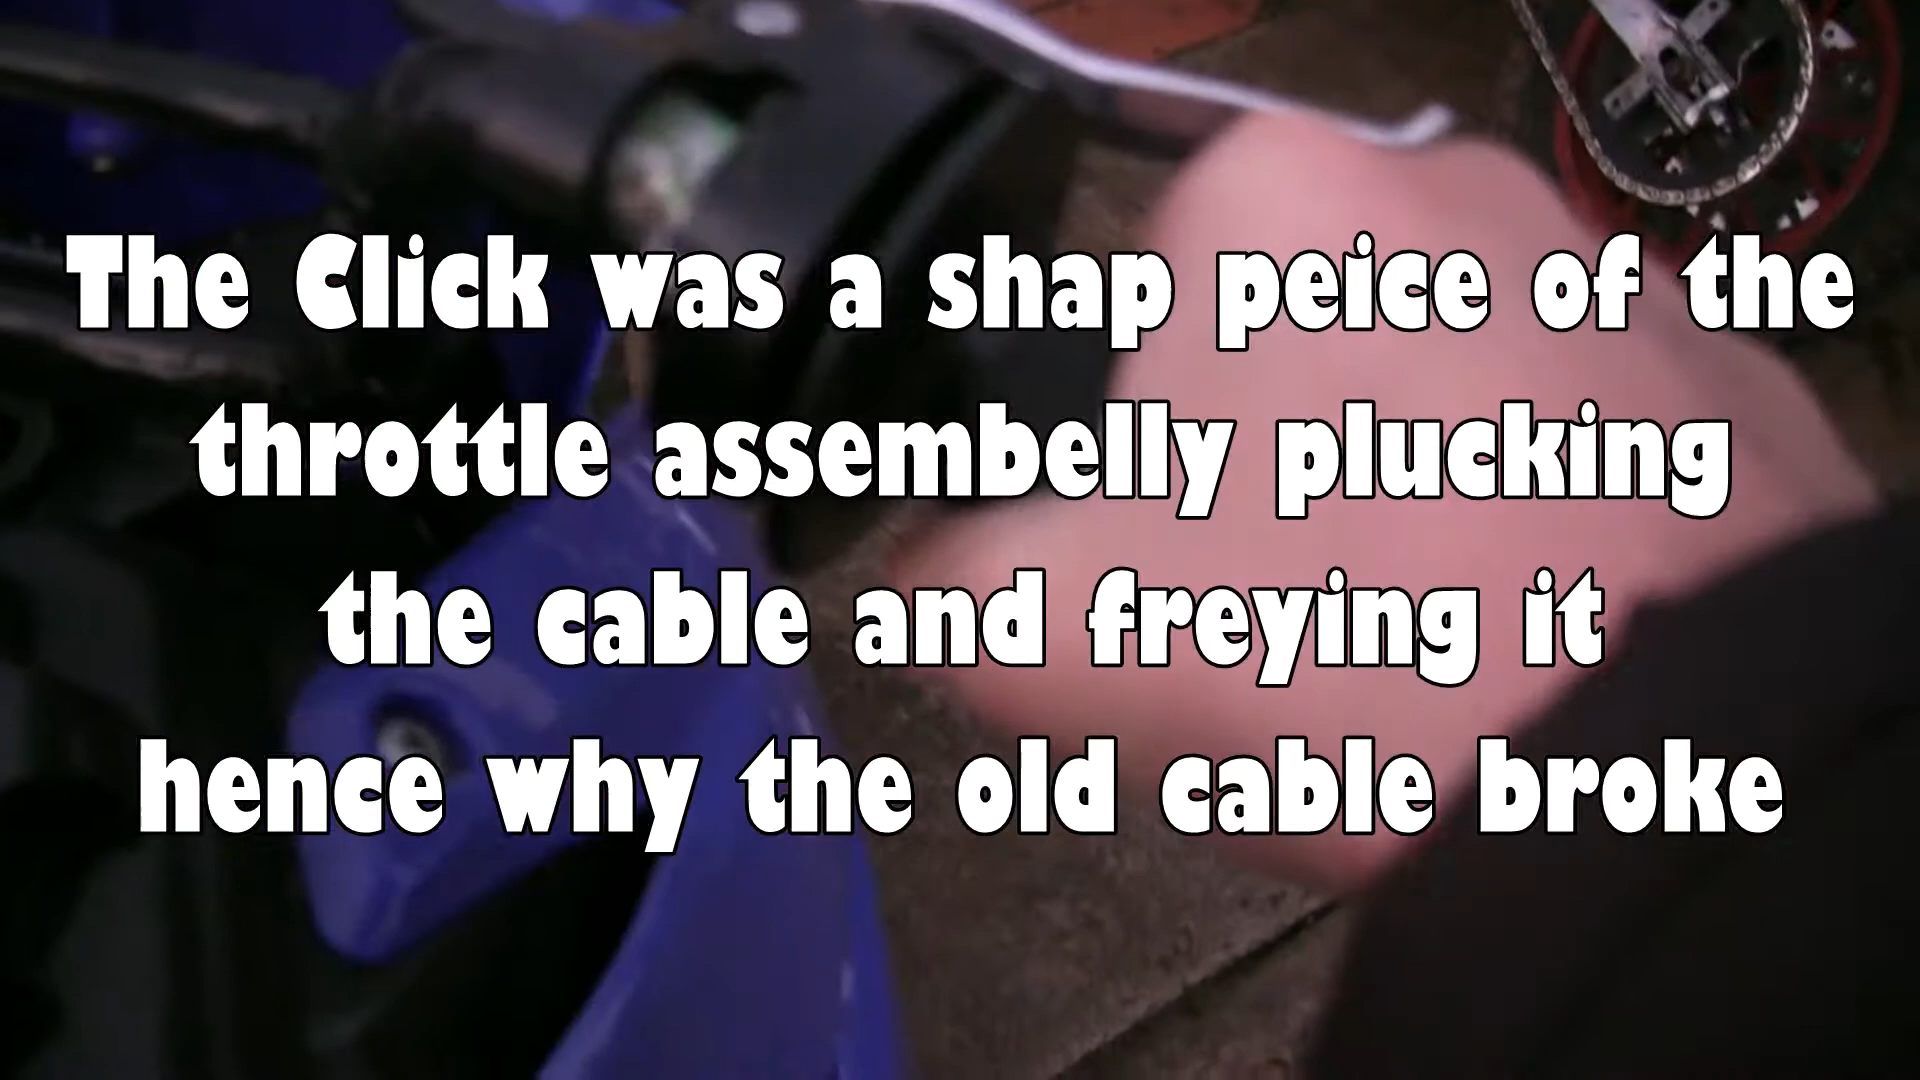 The Click was a shap peice of the
throttle assembelly plucking
the cable and freying it
hence why the old cable broke